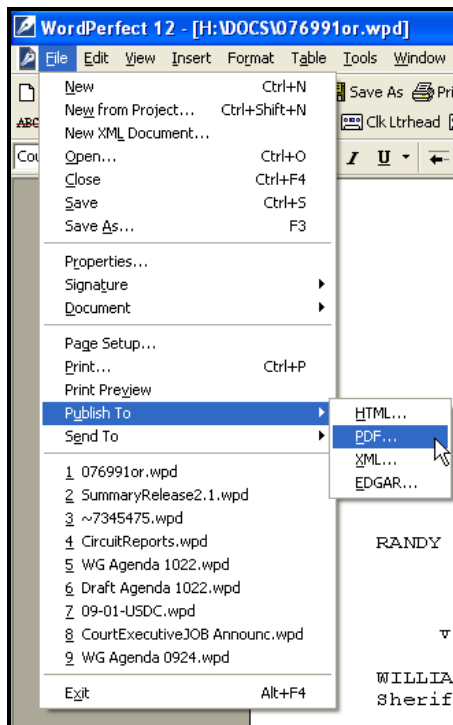 WordPerfect 12 - [H:\DOCS\076991or.wpd]
File Edit View Insert Format Table Tools Window
New Ctrl+N
Save As Pri
New from Project... Ctrl+Shift+N
ABC
Clk Ltrhead
New XML Document...
Cou
Open... Ctrl+O
I U
Close Ctrl+F4
Save Ctrl+S
Save As... F3
Properties...
Signature
Document
Page Setup...
Print... Ctrl+P
Print Preview
Publish To
HTML...
Send To
PDF...
XML...
EDGAR...
1 076991or.wpd
2 SummaryRelease2.1.wpd
3 ~7345475.wpd
4 CircuitReports.wpd
RANDY
5 WG Agenda 1022.wpd
6 Draft Agenda 1022.wpd
7 09-01-USDC.wpd
8 CourtExecutiveJOB Announc.wpd
v
9 WG Agenda 0924.wpd
WILLIA
Exit Alt+F4
Sherif